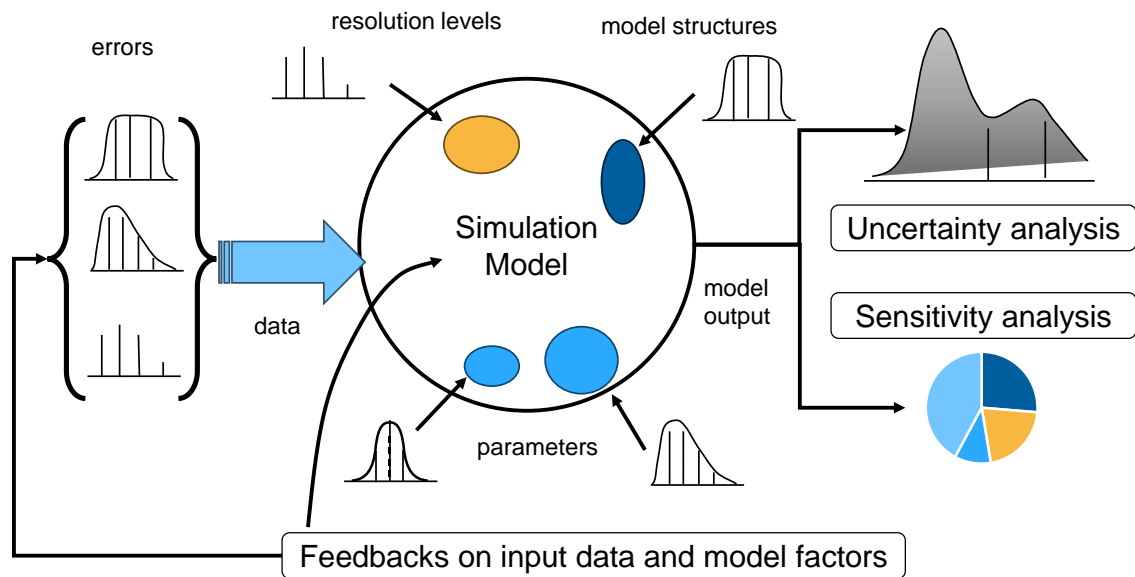 resolution levels
model structures
errors
Simulation
Model
Uncertainty analysis
model
output
data
Sensitivity analysis
parameters
Feedbacks on input data and model factors